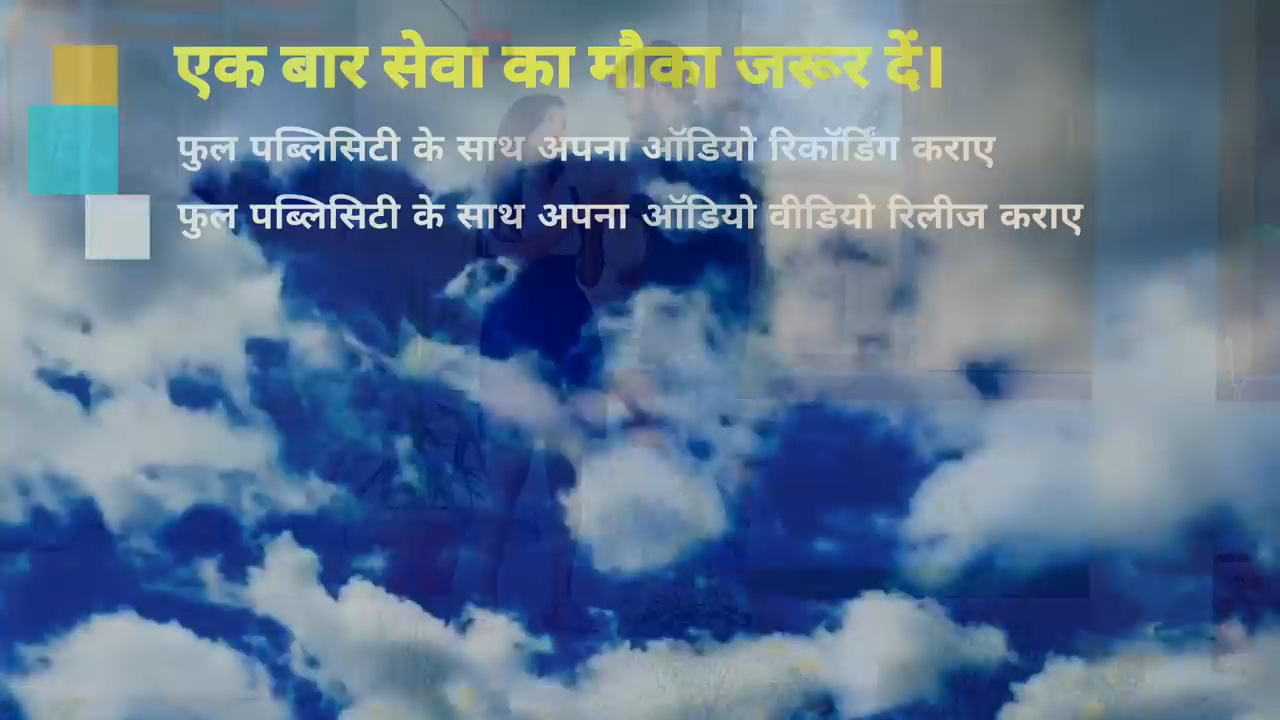 एक बार सेवा का मौका जरूर दें।
फुल पब्लिसिटी के साथ अपना ऑडियो रिकॉर्डिंग कराए
फुल पब्लिसिटी के साथ अपना ऑडियो वीडियो रिलीज कराए